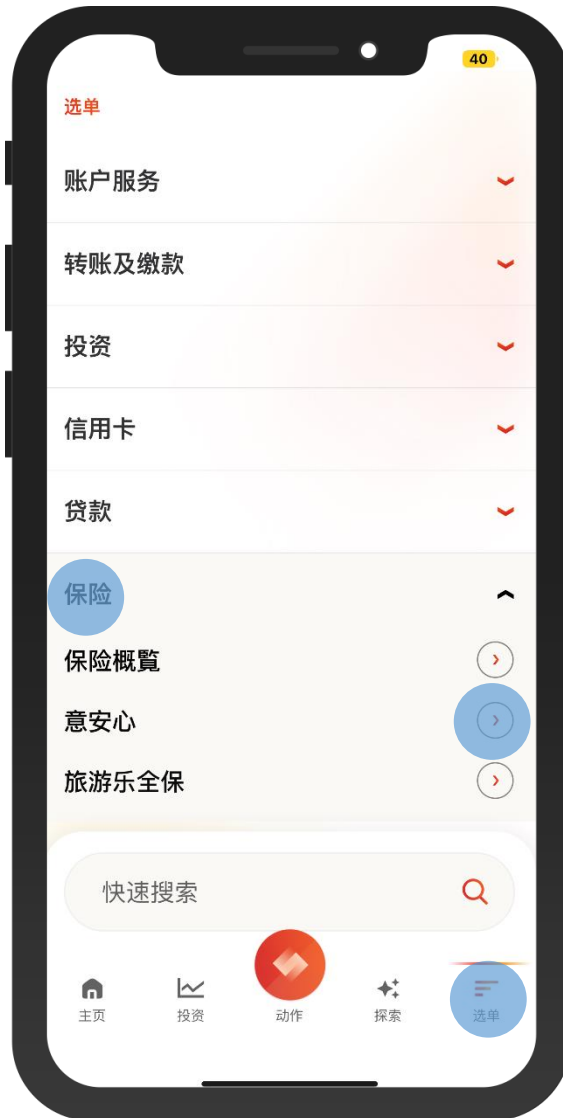 40
选单
账户服务
转账及缴款
投资
信用卡
贷款
保险
保险概覧
意安心
旅游乐全保
快速搜索
主页 投资 动作 探索 选单